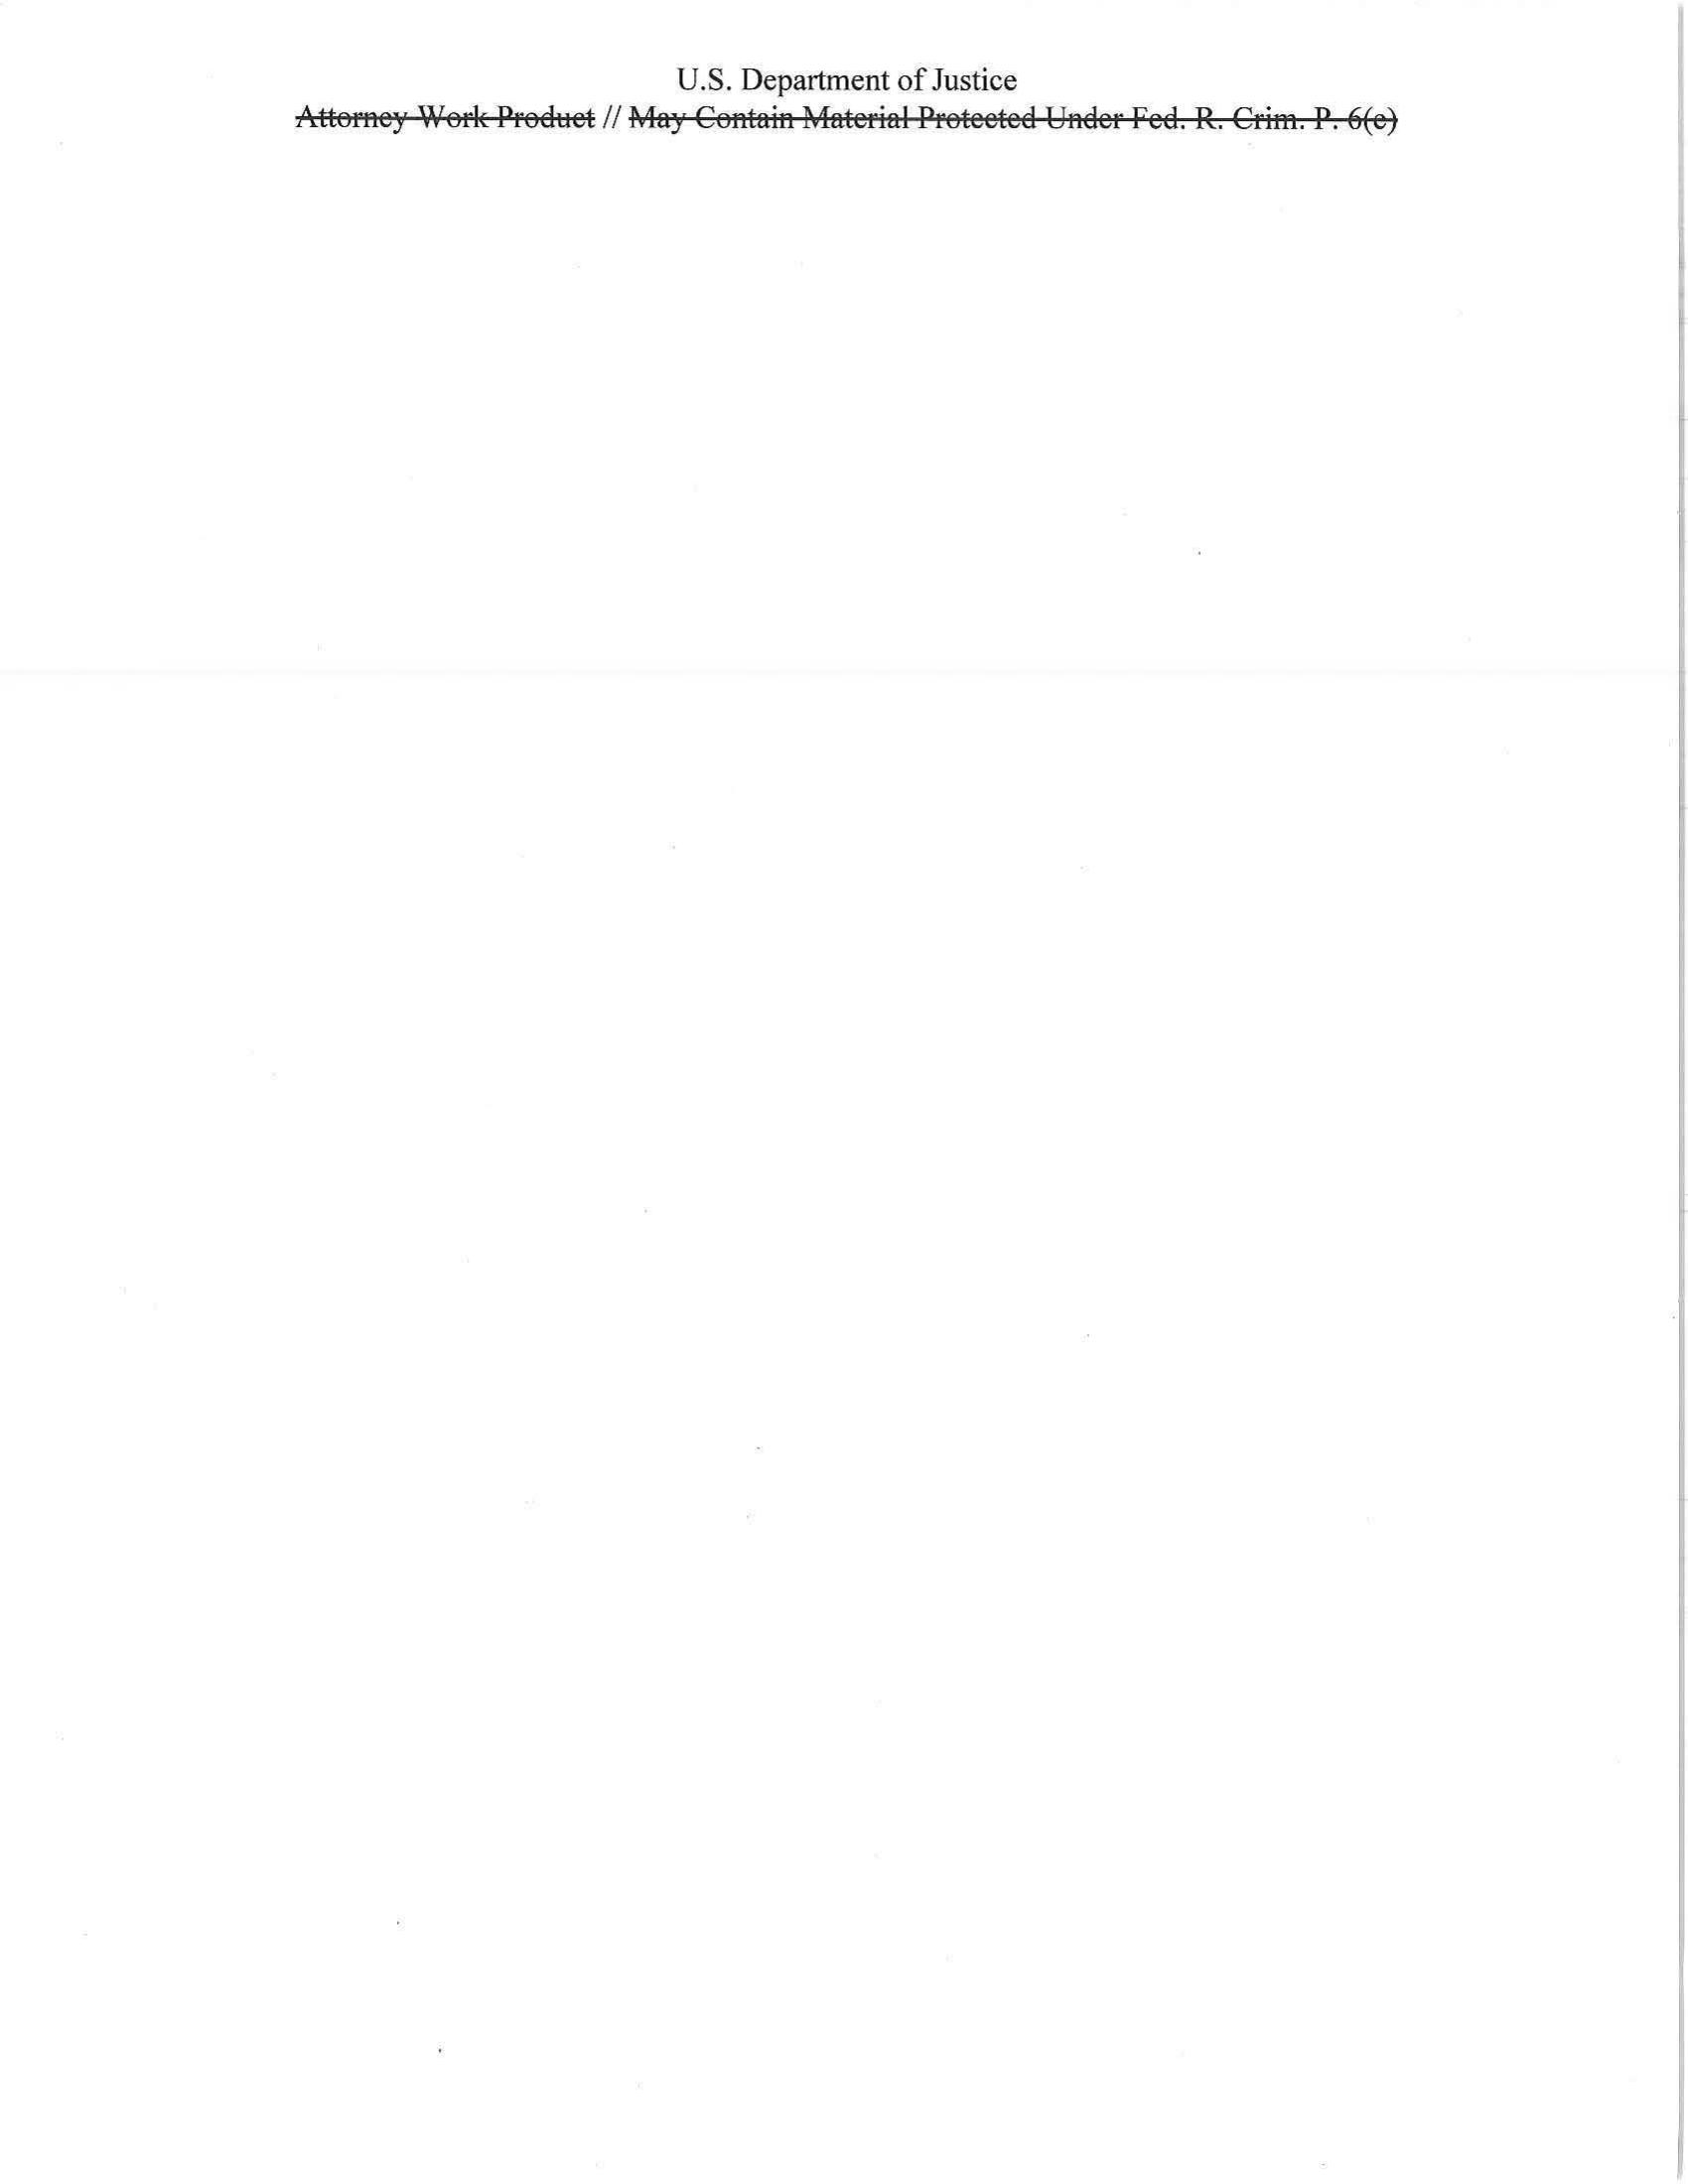 U.S. Department of Justice
Attorney Work Product // May Contain Material Protected Under Fed. R. Crim. P. 6(e)